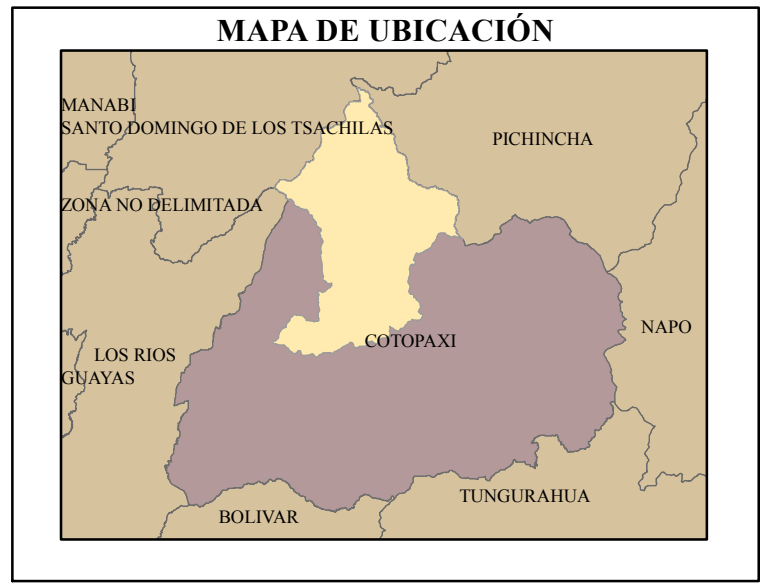 MAPA DE UBICACIÓN
MANABI
SANTO DOMINGO DE LOS TSACHILAS
PICHINCHA
ZONA NO DELIMITADA
NAPO
COTOPAXI
LOS RIOS
GUAYAS
TUNGURAHUA
BOLIVAR